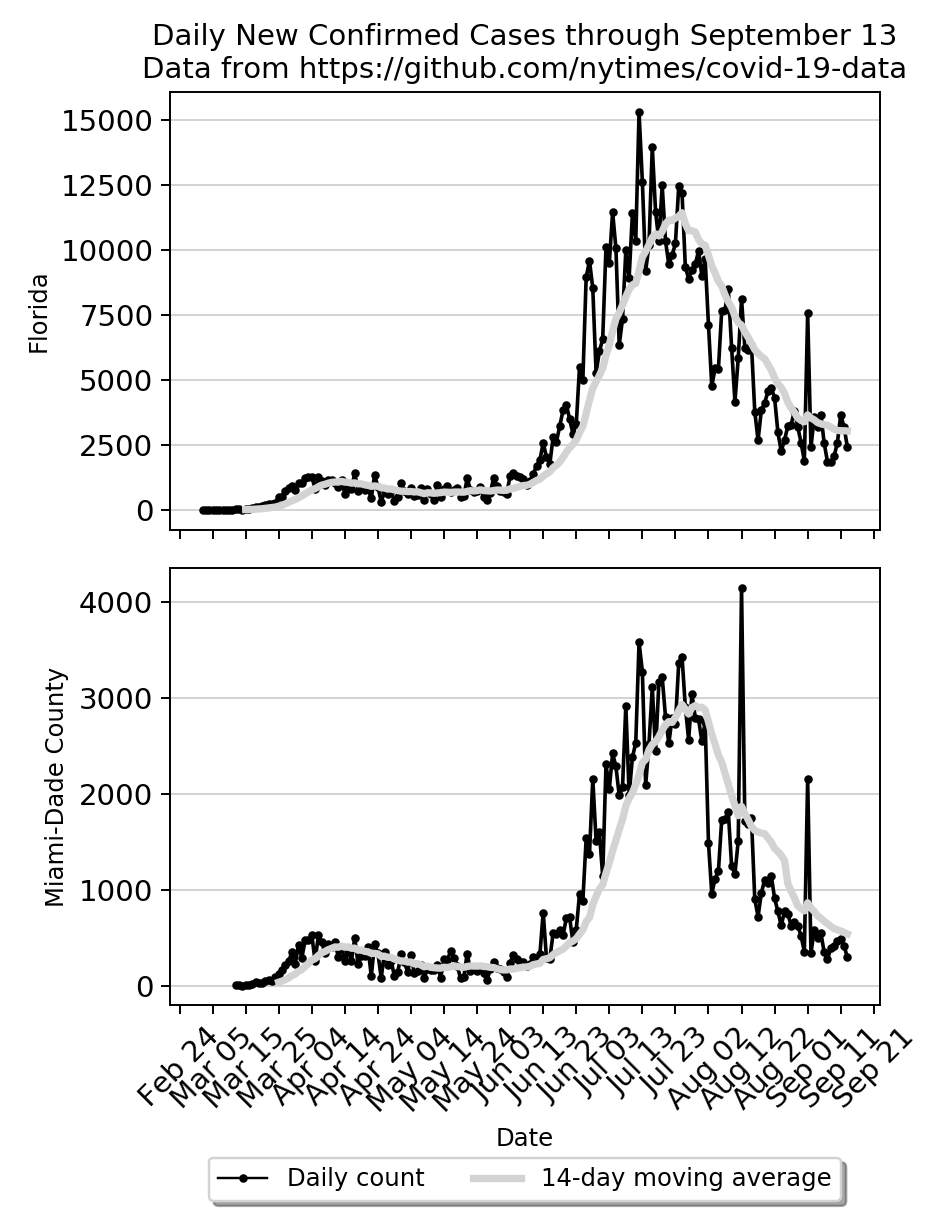 Daily New Confirmed Cases through September 13
Data from https://github.com/nytimes/covid-19-data
Florida
15000
12500
10000
7500
5000
2500
0
Miami-Dade County
4000
3000
2000
1000
0
Feb 24
Mar 05
Mar 15
Mar 25
Apr 04
Apr 14
Apr 24
May 04
May 14
May 24
Jun 03
Jun 13
Jun 23
Jul 03
Jul 13
Jul 23
Aug 02
Aug 12
Aug 22
Sep 01
Sep 11
Sep 21
Date
Daily count
14-day moving average